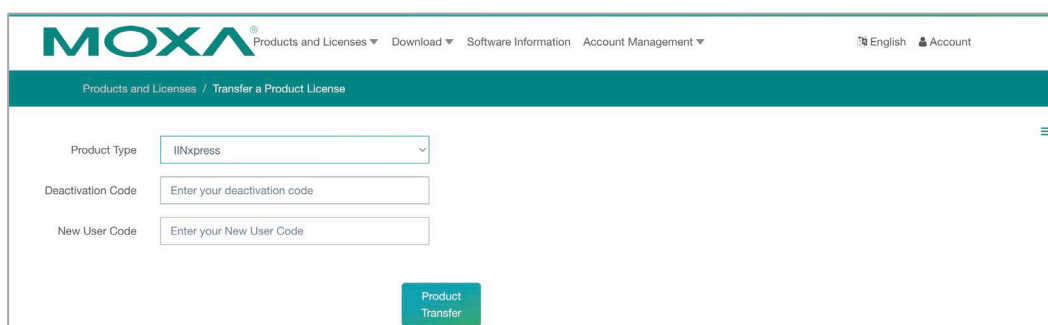 MOXA®
Products and Licenses Download Software Information Account Management English Account
Products and Licenses / Transfer a Product License
Product Type IINxpress
Deactivation Code Enter your deactivation code
New User Code Enter your New User Code
Product
Transfer